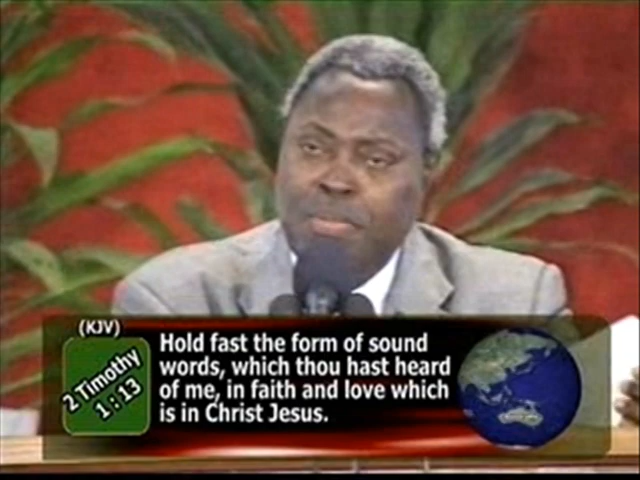 (KJV)
2 Timothy
1 : 13
Hold fast the form of sound
words, which thou hast heard
of me, in faith and love which
is in Christ Jesus.